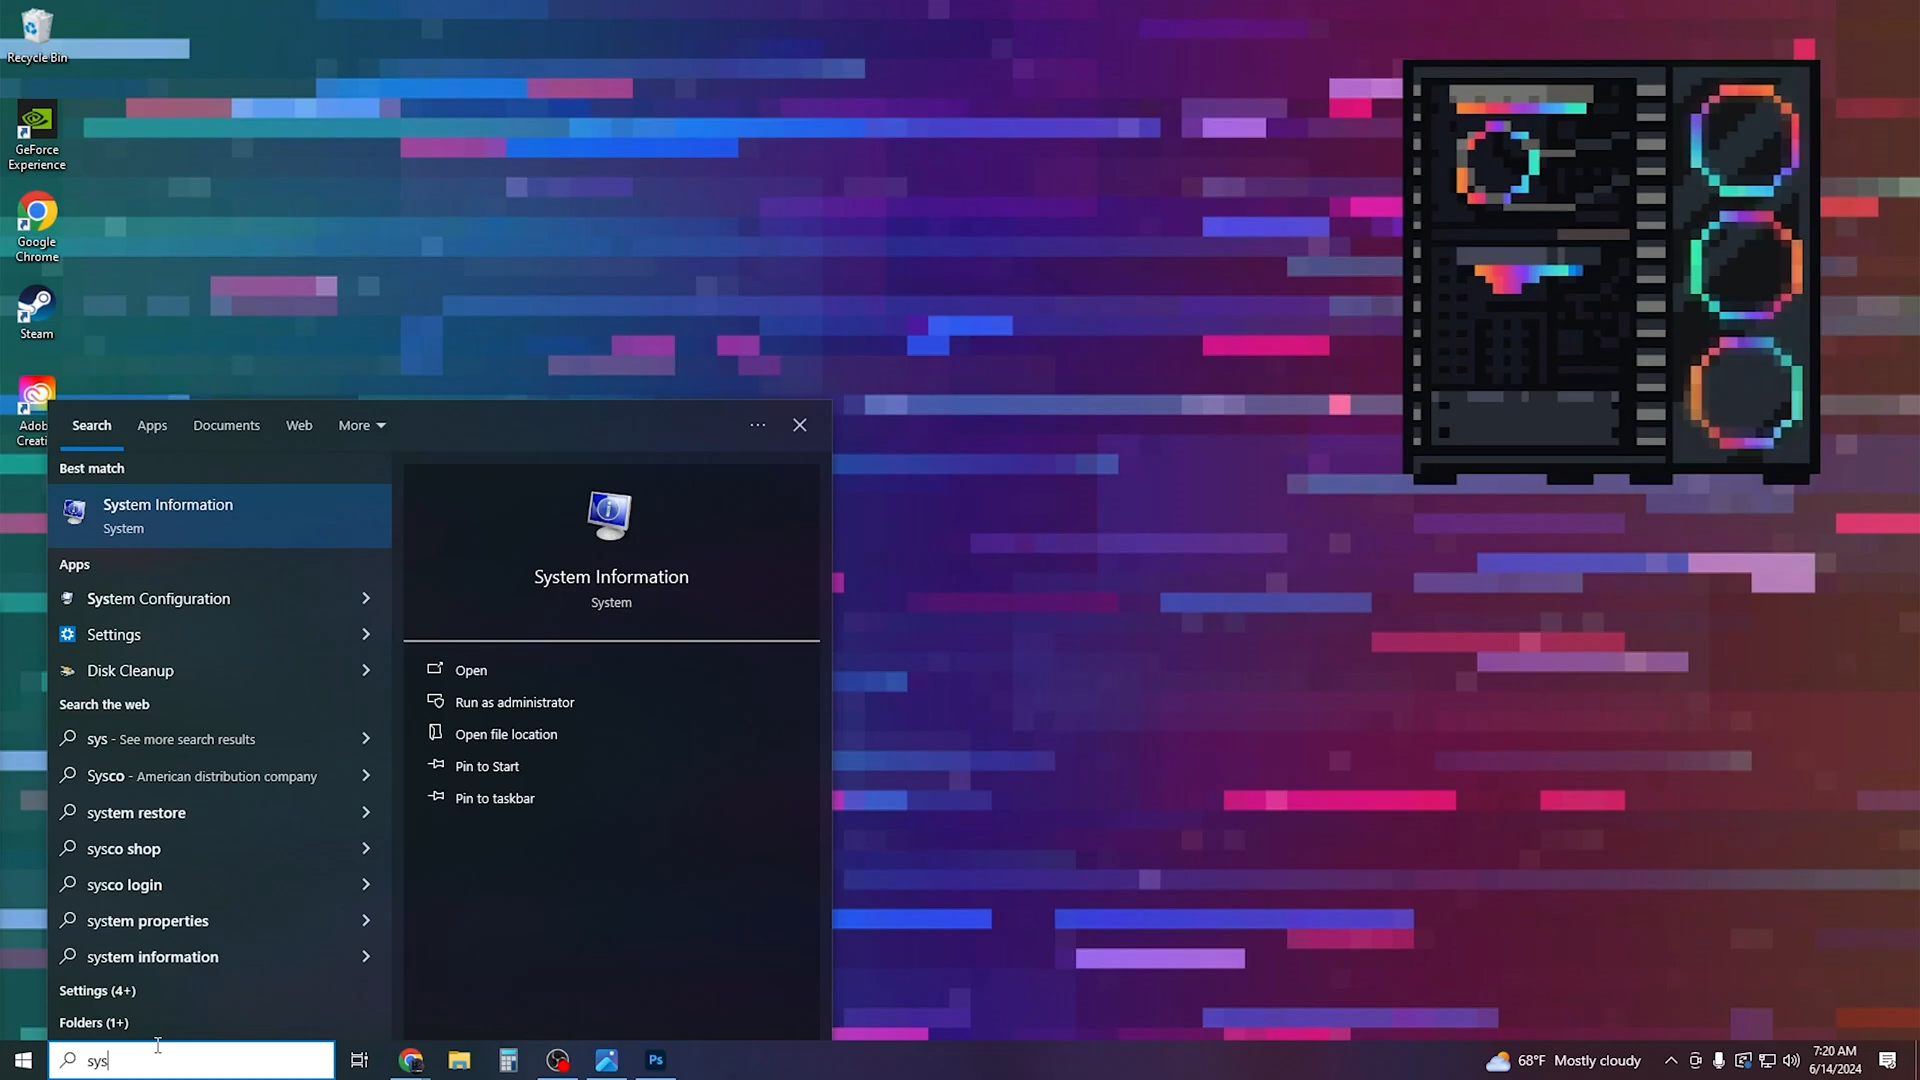 Recycle Bin
GeForce
Experience
Google
Chrome
Steam
Adob
Creati
Search Apps Documents Web More
Best match
System Information
System
Apps
System Configuration
Settings
Disk Cleanup
Search the web
sys - See more search results
Sysco - American distribution company
system restore
sysco shop
sysco login
system properties
system information
Settings (4+)
Folders (1+)
System Information
System
Open
Run as administrator
Open file location
Pin to Start
Pin to taskbar
sys
Ps
68°F Mostly cloudy
7:20 AM
6/14/2024